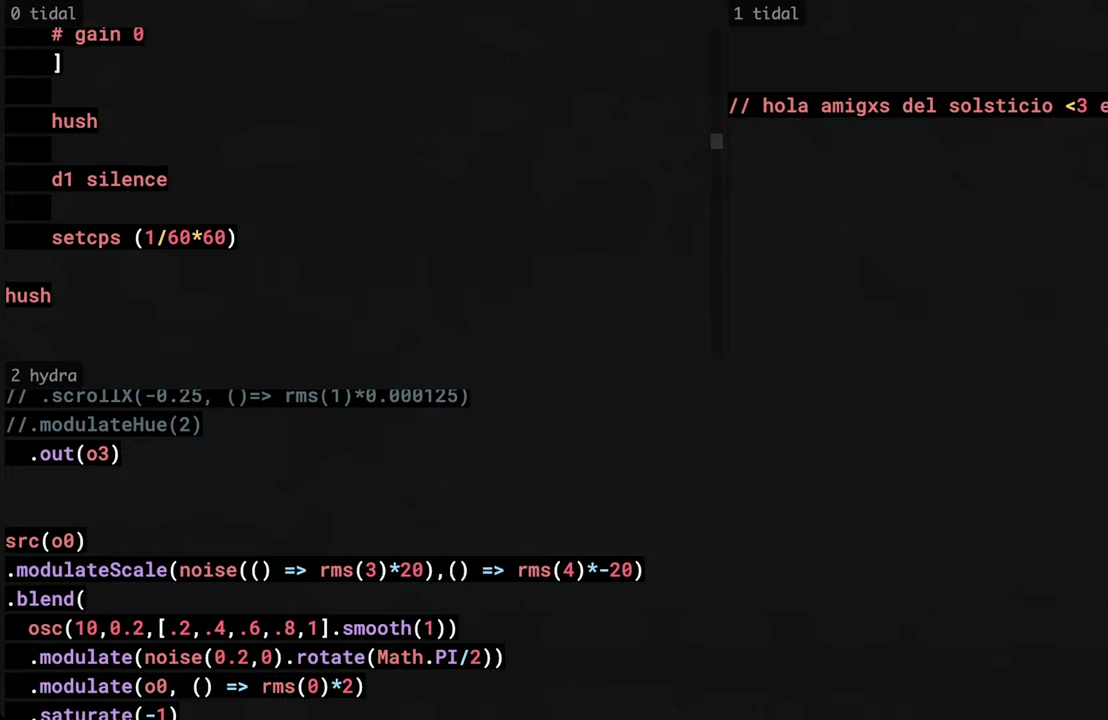 0 tidal
# gain 0
]
hush
d1 silence
setcps (1/60*60)
hush
1 tidal
// hola amigxs del solsticio <3 e
2 hydra
// .scrollX(-0.25, ()=> rms(1)*0.000125)
//.modulateHue(2)
.out(o3)
src(o0)
.modulateScale(noise(() => rms(3)*20),() => rms(4)*-20)
.blend(
osc(10,0.2,[.2,.4,.6,.8,1].smooth(1))
.modulate(noise(0.2,0).rotate(Math.PI/2))
.modulate(o0, () => rms(0)*2)
.saturate(-1)